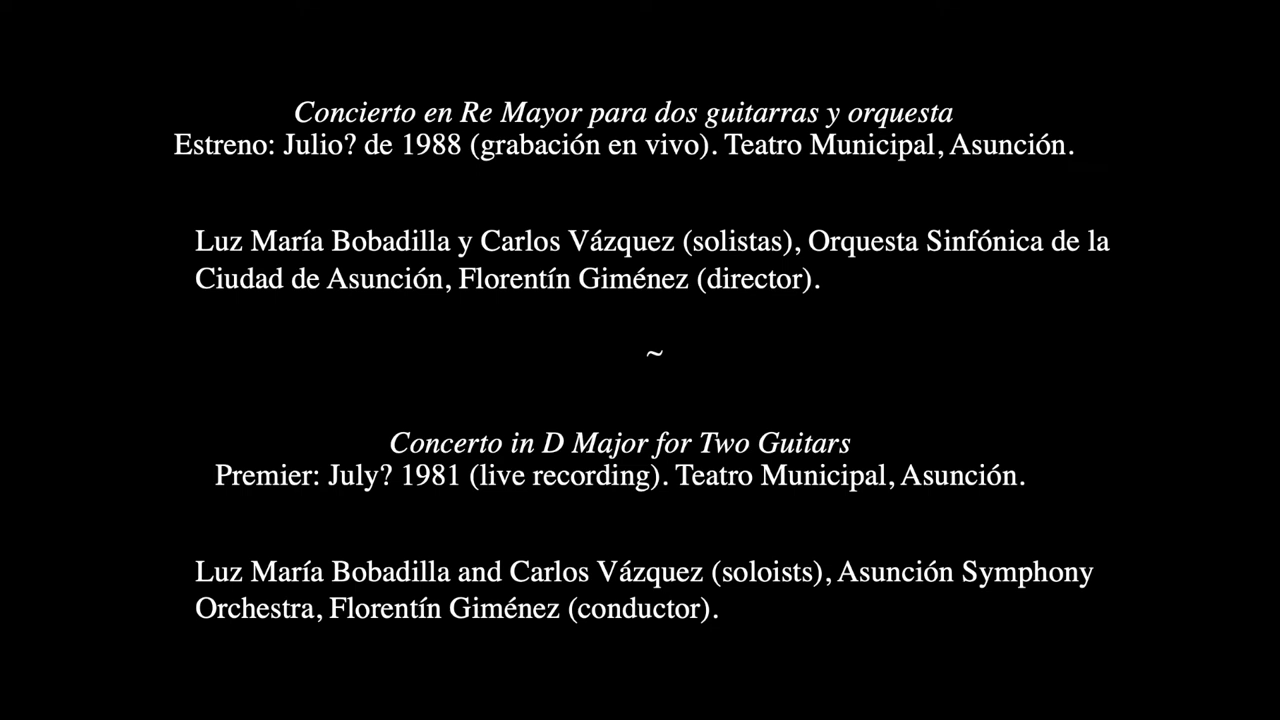 Concierto en Re Mayor para dos guitarras y orquesta
Estreno: Julio? de 1988 (grabación en vivo). Teatro Municipal, Asunción.
Luz María Bobadilla y Carlos Vázquez (solistas), Orquesta Sinfónica de la
Ciudad de Asunción, Florentín Giménez (director).
~
Concerto in D Major for Two Guitars
Premier: July? 1981 (live recording). Teatro Municipal, Asunción.
Luz María Bobadilla and Carlos Vázquez (soloists), Asunción Symphony
Orchestra, Florentín Giménez (conductor).